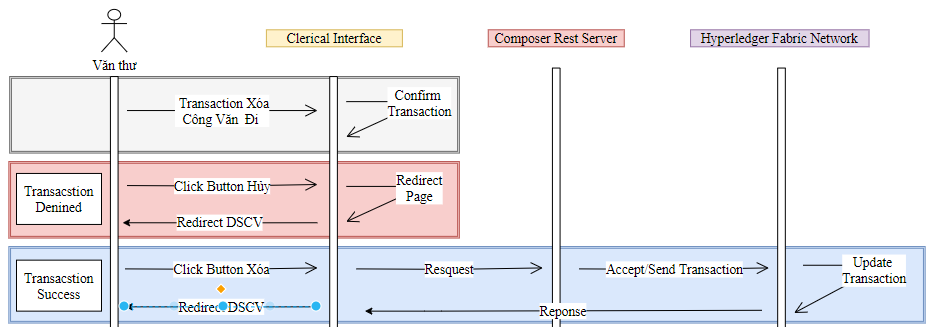 Văn thư
Clerical Interface
Composer Rest Server
Hyperledger Fabric Network
Transaction Xóa
Công Văn Đi
Confirm
Transaction
Transacstion
Denined
Click Button Hủy
Redirect
Page
Redirect DSCV
Transacstion
Success
Click Button Xóa
Resquest
Accept/Send Transaction
Update
Transaction
Redirect DSCV
Reponse